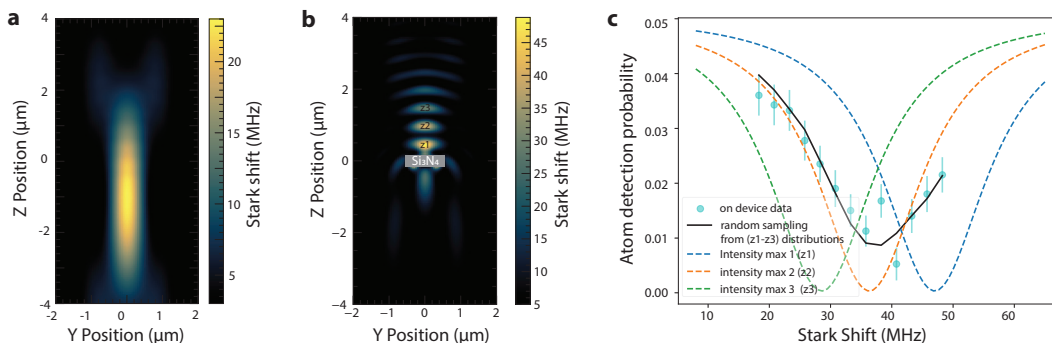 a
4
2
0
-2
-4
-2
-1
0
1
2
Z Position (μm)
Y Position (μm)
20
15
10
5
Stark shift (MHz)
b
4
2
0
-2
-4
−2
−1
0
1
2
Z Position (μm)
Y Position (μm)
z3
z2
z1
Si₃N₄
45
40
35
30
25
20
15
10
5
Stark shift (MHz)
c
0.05
0.04
0.03
0.02
0.01
0.00
Atom detection probability
10
20
30
40
50
60
Stark Shift (MHz)
on device data
random sampling
from (z1-z3) distributions
Intensity max 1 (z1)
intensity max 2 (z2)
intensity max 3 (z3)